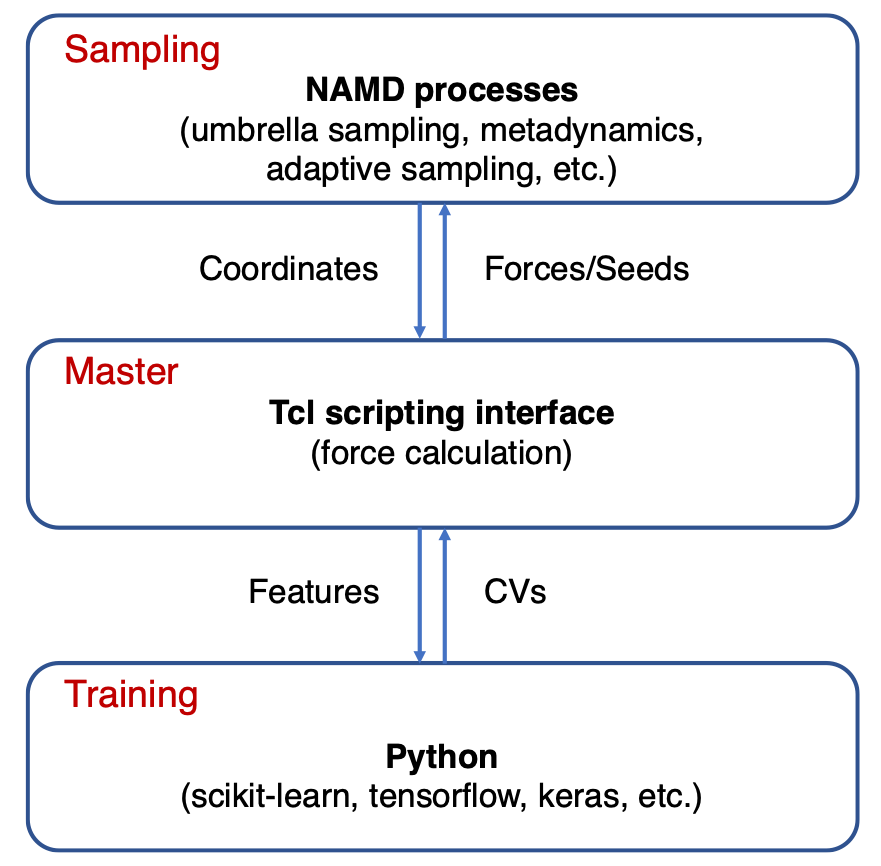 Sampling
NAMD processes
(umbrella sampling, metadynamics,
adaptive sampling, etc.)
Coordinates
Forces/Seeds
Master
Tcl scripting interface
(force calculation)
Features
CVs
Training
Python
(scikit-learn, tensorflow, keras, etc.)